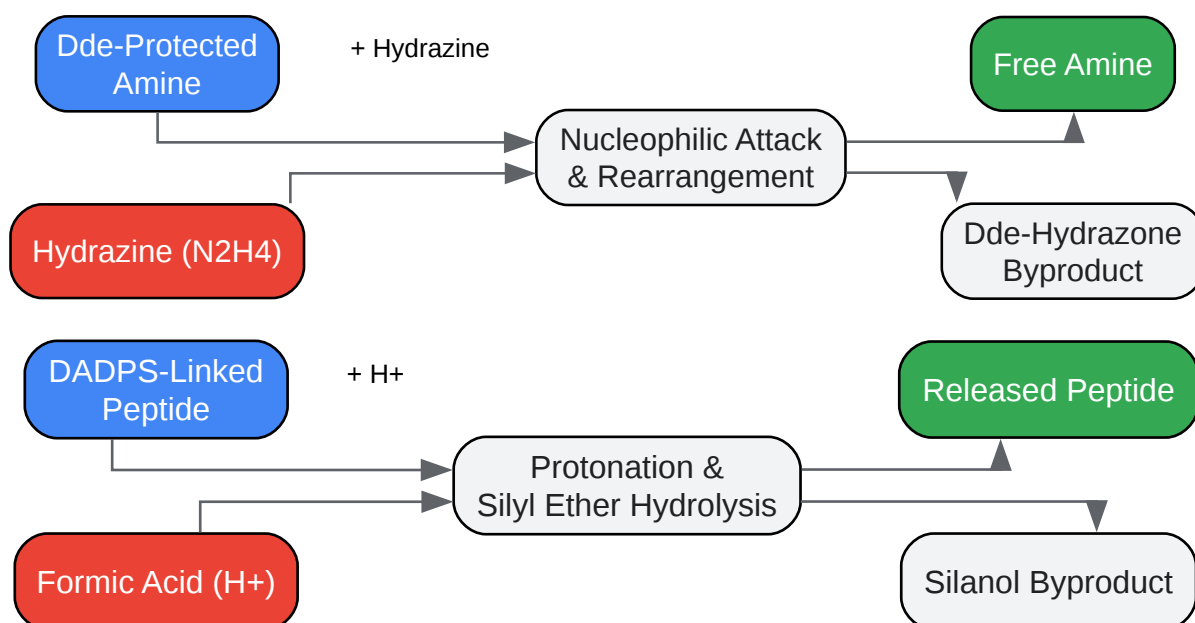 Dde-Protected
Amine
+ Hydrazine
Free Amine
Nucleophilic Attack
& Rearrangement
Hydrazine (N2H4)
Dde-Hydrazone
Byproduct
DADPS-Linked
Peptide
+ H+
Released Peptide
Protonation &
Silyl Ether Hydrolysis
Formic Acid (H+)
Silanol Byproduct